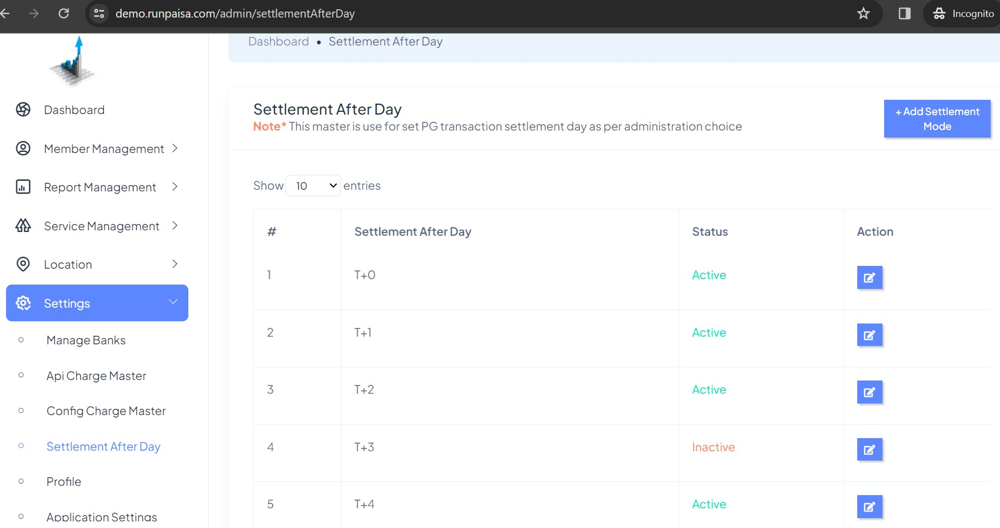 demo.runpaisa.com/admin/settlementAfterDay
Incognito
Dashboard • Settlement After Day
Dashboard
Member Management
Report Management
Service Management
Location
Settings
Manage Banks
Api Charge Master
Config Charge Master
Settlement After Day
Profile
Application Settings
Settlement After Day
Note* This master is use for set PG transaction settlement day as per administration choice
+ Add Settlement
Mode
Show 10 entries
# Settlement After Day Status Action
1 T+0 Active
2 T+1 Active
3 T+2 Active
4 T+3 Inactive
5 T+4 Active